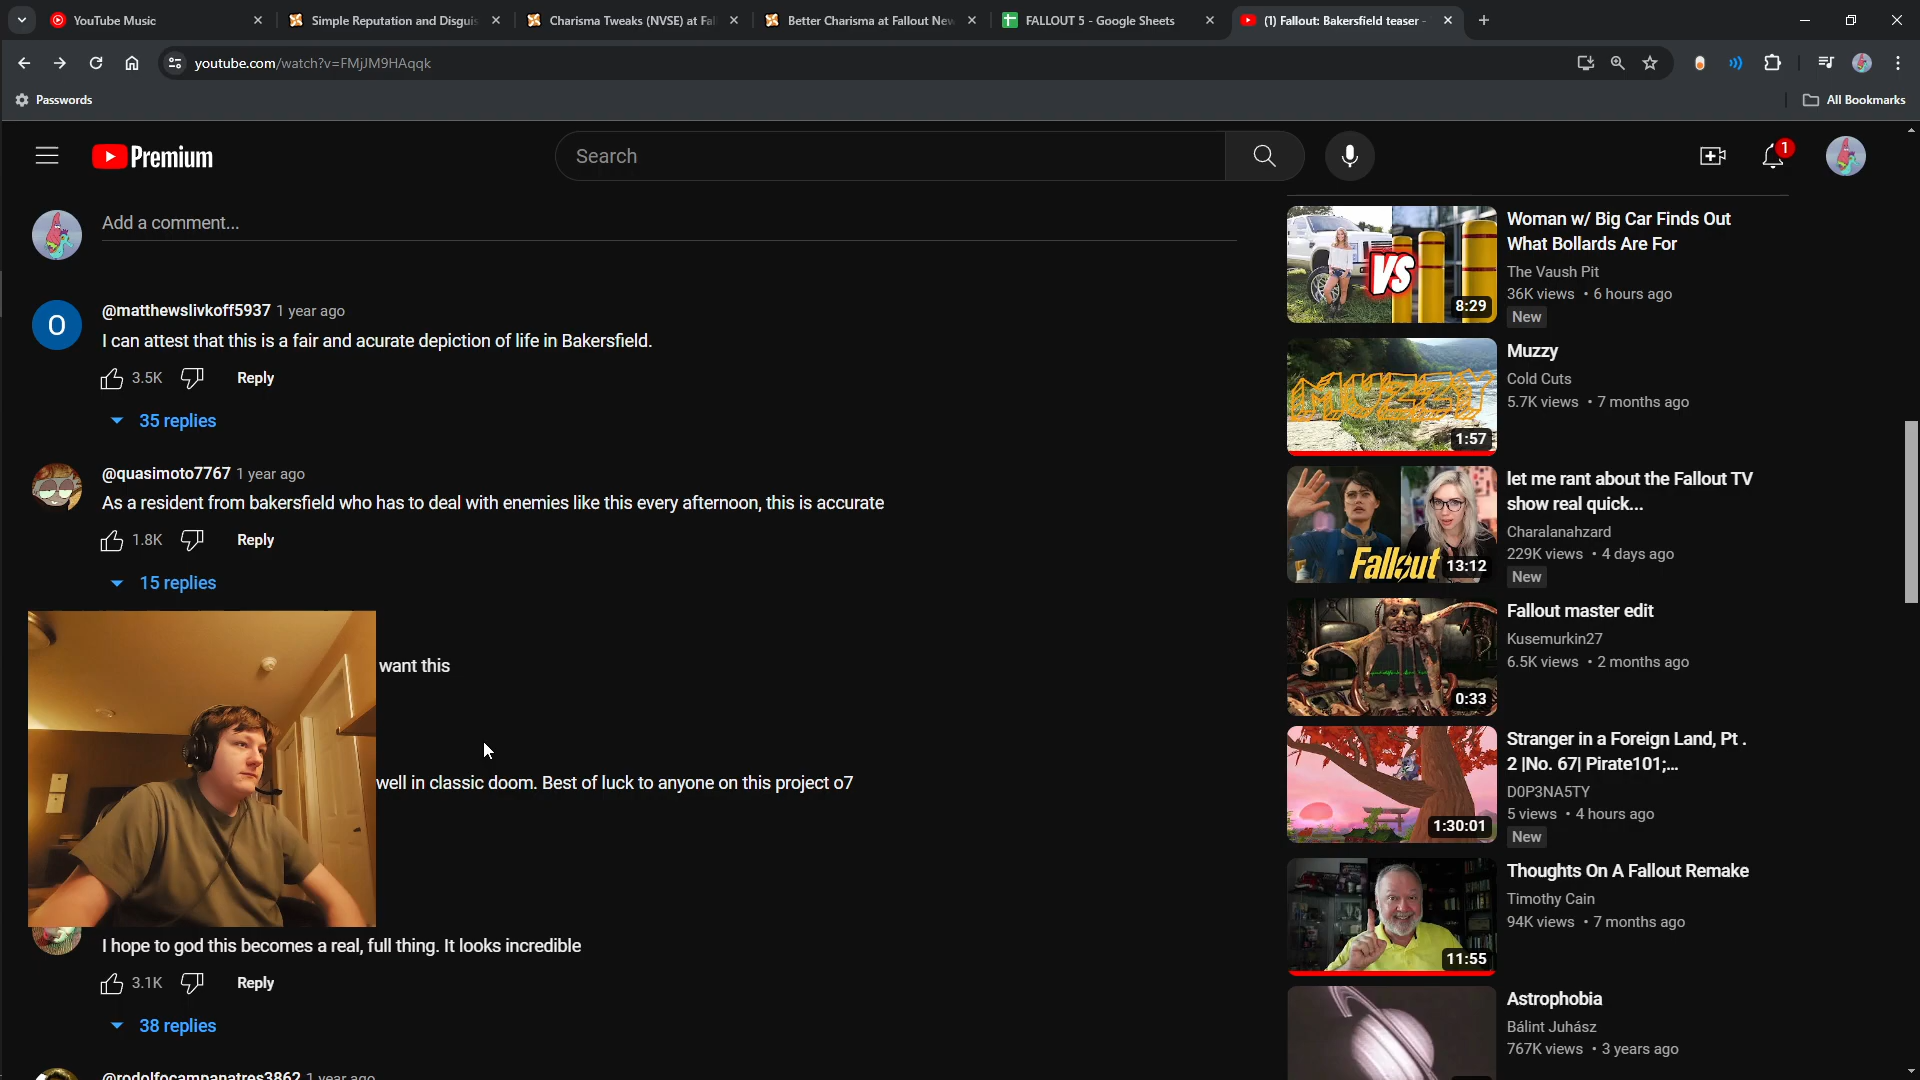 YouTube Music
Simple Reputation and Disguis
Charisma Tweaks (NVSE) at Fal
Better Charisma at Fallout New
FALLOUT 5 - Google Sheets
(1) Fallout: Bakersfield teaser -
youtube.com/watch?v=FMjJM9HAqqk
Passwords
All Bookmarks
Premium
Search
1
Add a comment...
@matthewslivkoff5937 1 year ago
I can attest that this is a fair and acurate depiction of life in Bakersfield.
3.5K
Reply
35 replies
@quasimoto7767 1 year ago
As a resident from bakersfield who has to deal with enemies like this every afternoon, this is accurate
1.8K
Reply
15 replies
want this
well in classic doom. Best of luck to anyone on this project o7
I hope to god this becomes a real, full thing. It looks incredible
3.1K
Reply
38 replies
@rodolfocampanatres3862 1 year ago
VS
8:29
Woman w/ Big Car Finds Out
What Bollards Are For
The Vaush Pit
36K views • 6 hours ago
New
MUZZY
1:57
Muzzy
Cold Cuts
5.7K views • 7 months ago
Fallout
13:12
let me rant about the Fallout TV
show real quick...
Charalanahzard
229K views • 4 days ago
New
0:33
Fallout master edit
Kusemurkin27
6.5K views • 2 months ago
1:30:01
Stranger in a Foreign Land, Pt .
2 |No. 67| Pirate101;...
D0P3NA5TY
5 views • 4 hours ago
New
11:55
Thoughts On A Fallout Remake
Timothy Cain
94K views • 7 months ago
Astrophobia
Bálint Juhász
767K views • 3 years ago